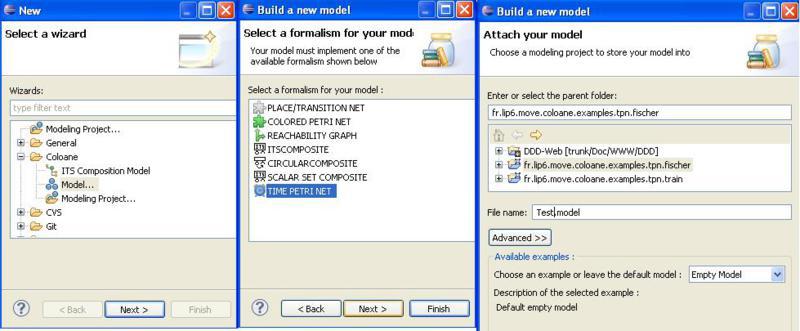 New
Select a wizard
Wizards:
type filter text
Modeling Project...
General
Coloane
ITS Composition Model
Model...
Modeling Project...
CVS
Git
< Back
Next >
Finish
Build a new model
Select a formalism for your mod
Your model must implement one of the
available formalism shown below
Select a formalism for your model :
PLACE/TRANSITION NET
COLORED PETRI NET
REACHABILITY GRAPH
ITSCOMPOSITE
CIRCULARCOMPOSITE
SCALAR SET COMPOSITE
TIME PETRI NET
< Back
Next >
Finish
Build a new model
Attach your model
Choose a modeling project to store your model into
Enter or select the parent folder:
fr.lip6.move.coloane.examples.tpn.fischer
DDD-Web [trunk/Doc/WWW/DDD]
fr.lip6.move.coloane.examples.tpn.fischer
fr.lip6.move.coloane.examples.tpn.train
File name: Test.model
Advanced >>
Available examples :
Choose an example or leave the default model : Empty Model
Description of the selected example :
Default empty model